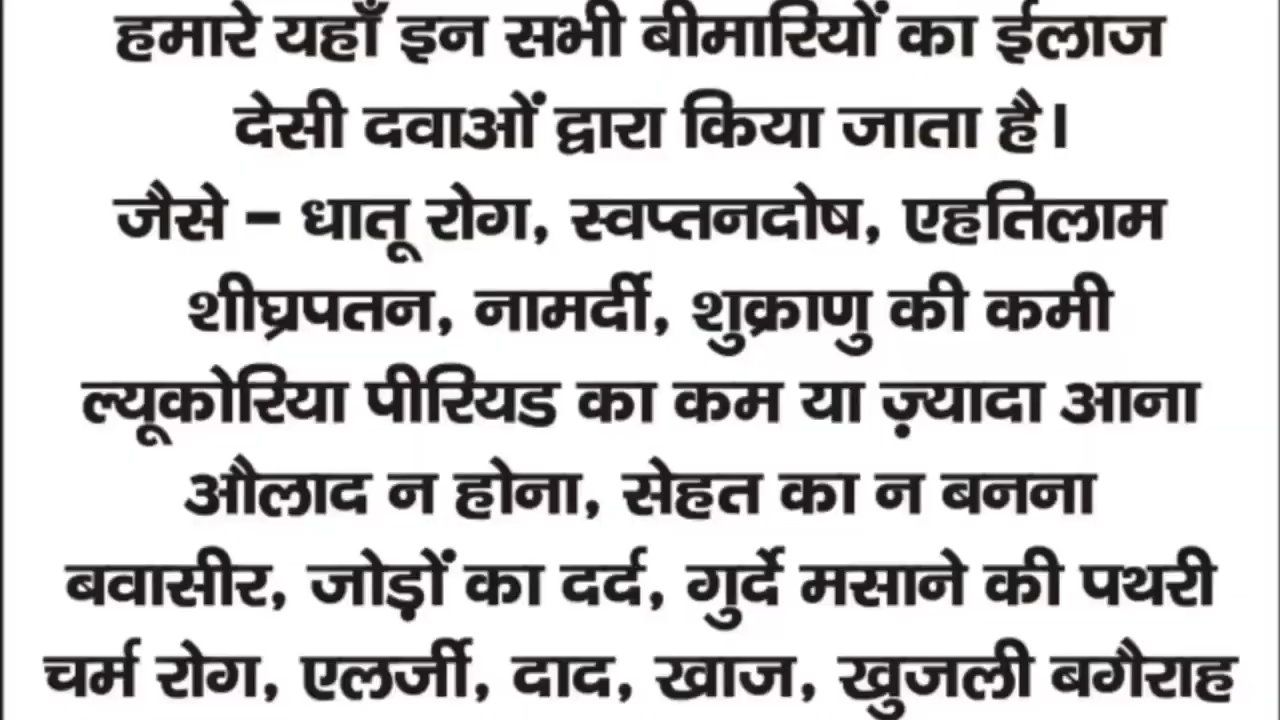 हमारे यहाँ इन सभी बीमारियों का ईलाज
देसी दवाओं द्वारा किया जाता है।
जैसे - धातू रोग, स्वप्तनदोष, एहतिलाम
शीघ्रपतन, नामर्दी, शुक्राणु की कमी
ल्यूकोरिया पीरियड का कम या ज़्यादा आना
औलाद न होना, सेहत का न बनना
बवासीर, जोड़ों का दर्द, गुर्दे मसाने की पथरी
चर्म रोग, एलर्जी, दाद, खाज, खुजली बगैराह